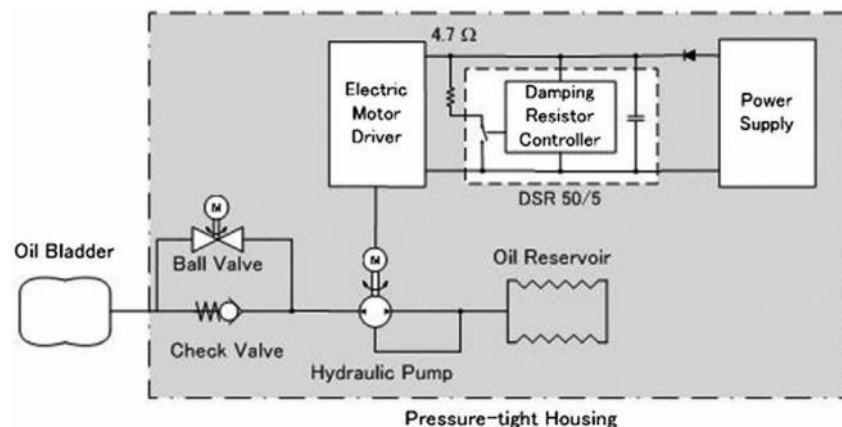 4.7 Ω
Electric
Motor
Driver
Damping
Resistor
Controller
Power
Supply
DSR 50/5
M
Oil Bladder
Ball Valve
M
Oil Reservoir
Check Valve
Hydraulic Pump
Pressure-tight Housing